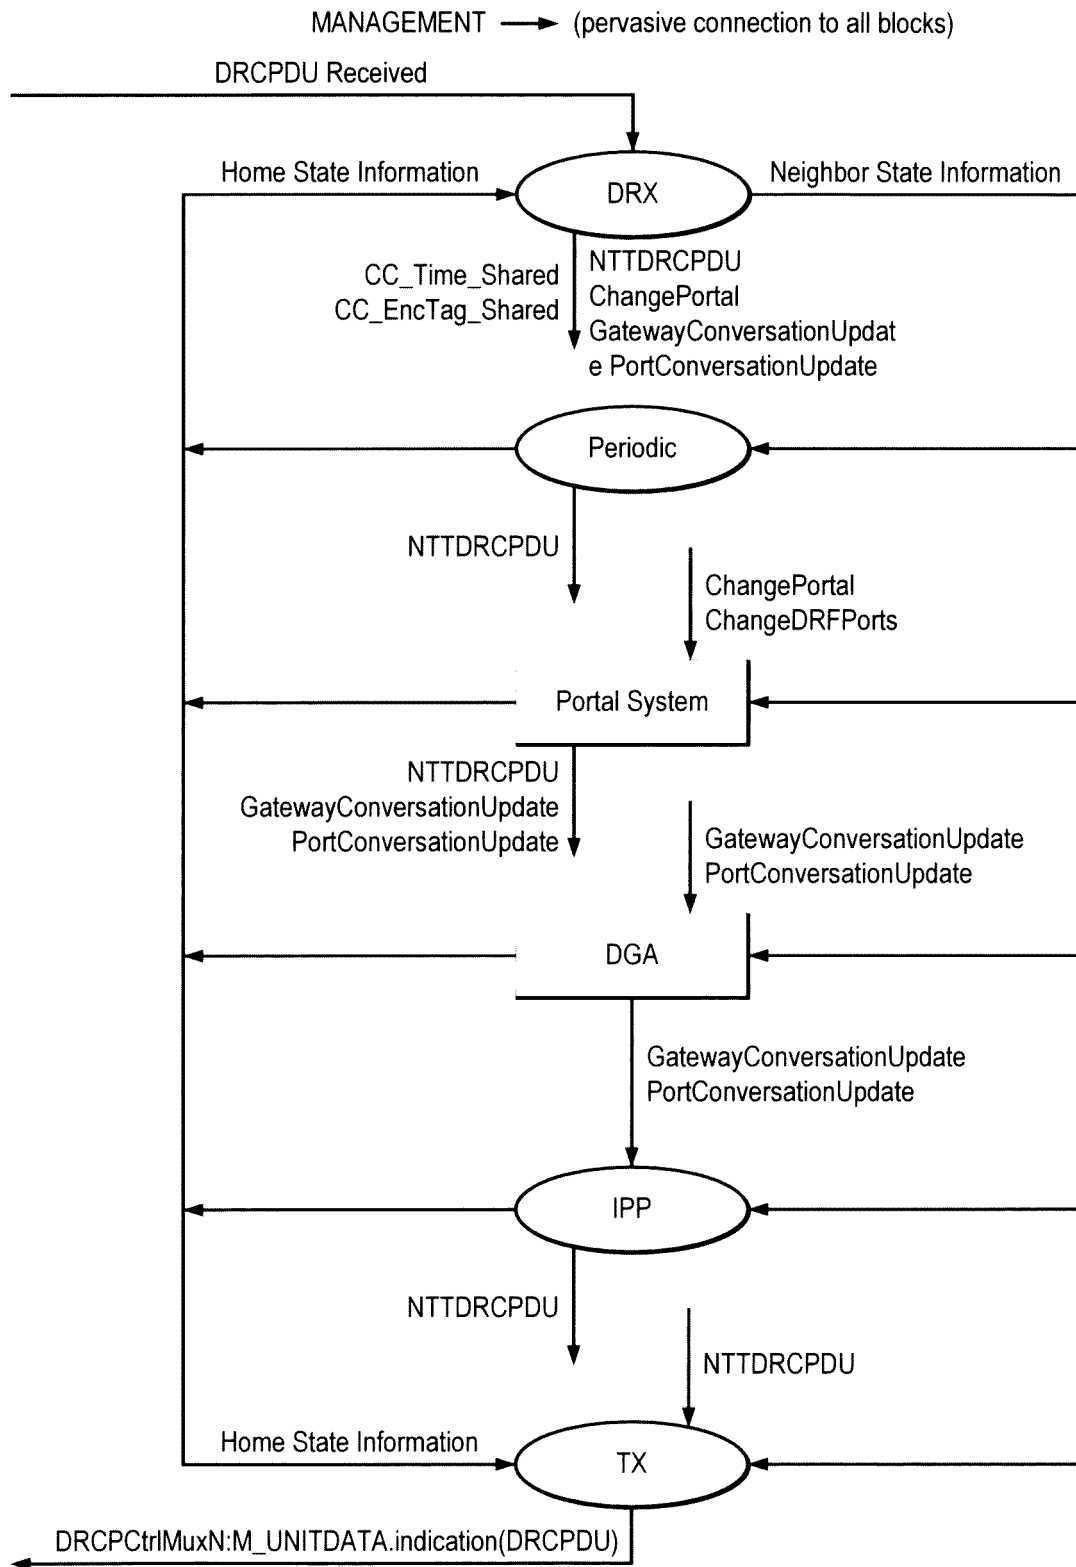 MANAGEMENT (pervasive connection to all blocks)
DRCPDU Received
Home State Information
DRX
Neighbor State Information
CC_Time_Shared
CC_EncTag_Shared
NTTDRCPDU
ChangePortal
GatewayConversationUpdat
e PortConversationUpdate
Periodic
NTTDRCPDU
ChangePortal
ChangeDRFPorts
Portal System
NTTDRCPDU
GatewayConversationUpdate
PortConversationUpdate
GatewayConversationUpdate
PortConversationUpdate
DGA
GatewayConversationUpdate
PortConversationUpdate
IPP
NTTDRCPDU
NTTDRCPDU
Home State Information
TX
DRCPCtrlMuxN:M_UNITDATA.indication(DRCPDU)